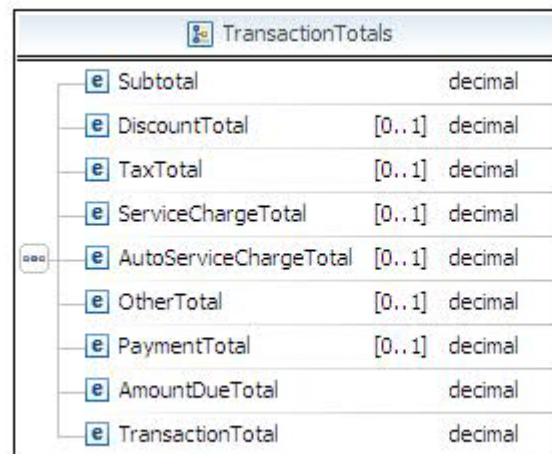 TransactionTotals
e Subtotal decimal
e DiscountTotal [0..1] decimal
e TaxTotal [0..1] decimal
e ServiceChargeTotal [0..1] decimal
e AutoServiceChargeTotal [0..1] decimal
e OtherTotal [0..1] decimal
e PaymentTotal [0..1] decimal
e AmountDueTotal decimal
e TransactionTotal decimal